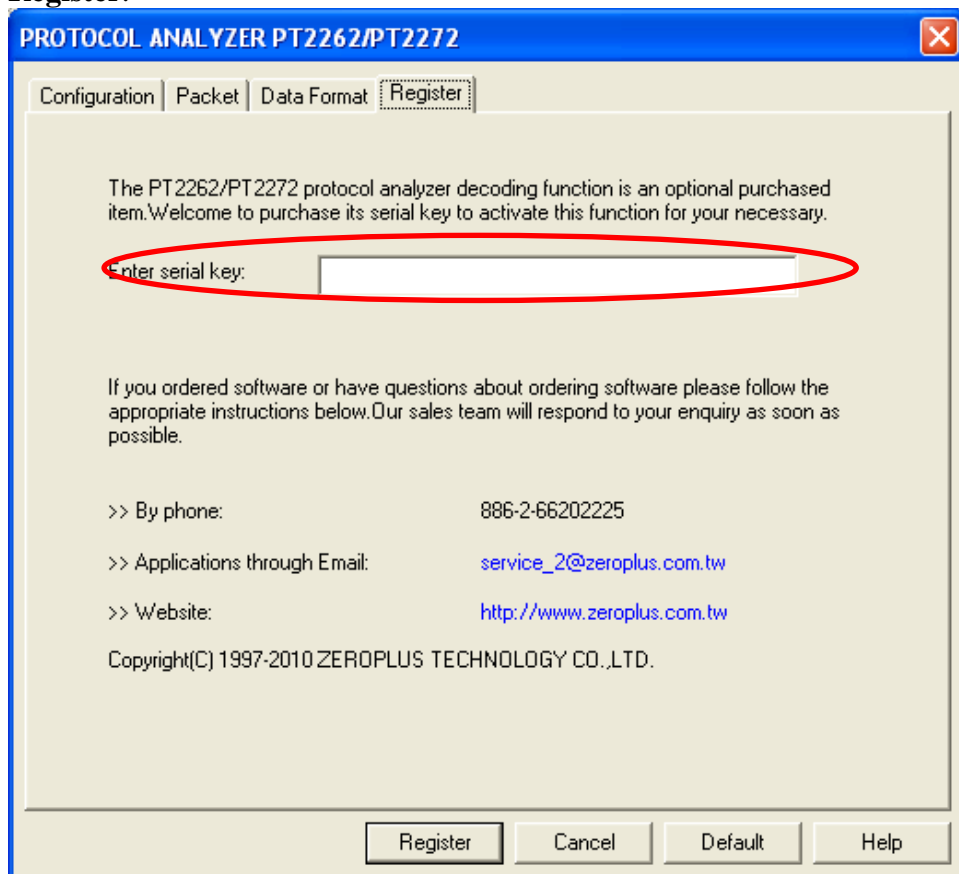 Register:
PROTOCOL ANALYZER PT2262/PT2272
Configuration Packet Data Format Register
The PT2262/PT2272 protocol analyzer decoding function is an optional purchased
item.Welcome to purchase its serial key to activate this function for your necessary.
Enter serial key:
If you ordered software or have questions about ordering software please follow the
appropriate instructions below.Our sales team will respond to your enquiry as soon as
possible.
>> By phone: 886-2-66202225
>> Applications through Email: service_2@zeroplus.com.tw
>> Website: http://www.zeroplus.com.tw
Copyright(C) 1997-2010 ZEROPLUS TECHNOLOGY CO.,LTD.
Register Cancel Default Help